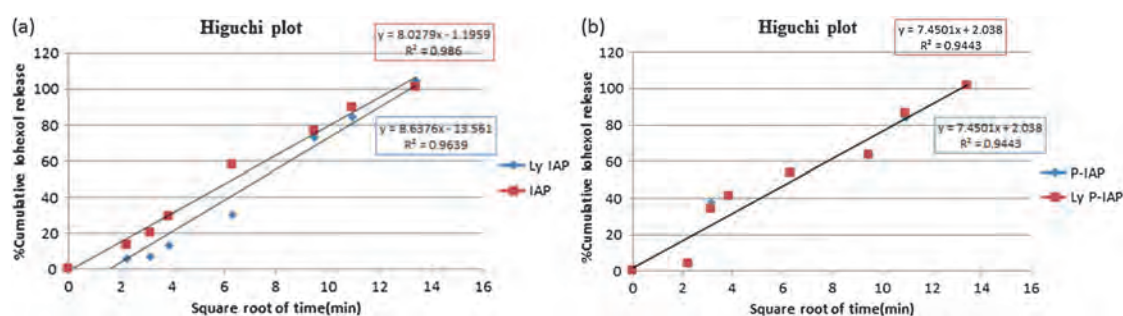 (a)
Higuchi plot
y = 8.0279x - 1.1959
R² = 0.986
y = 8.6376x - 13.561
R² = 0.9639
%Cumulative Iohexol release
120
100
80
60
40
20
0
0 2 4 6 8 10 12 14 16
Square root of time(min)
Ly IAP
IAP
(b)
Higuchi plot
y = 7.4501x + 2.038
R² = 0.9443
y = 7.4501x + 2.038
R² = 0.9443
%Cumulative Iohexol release
120
100
80
60
40
20
0
0 2 4 6 8 10 12 14 16
Square root of time(min)
P-IAP
Ly P-IAP